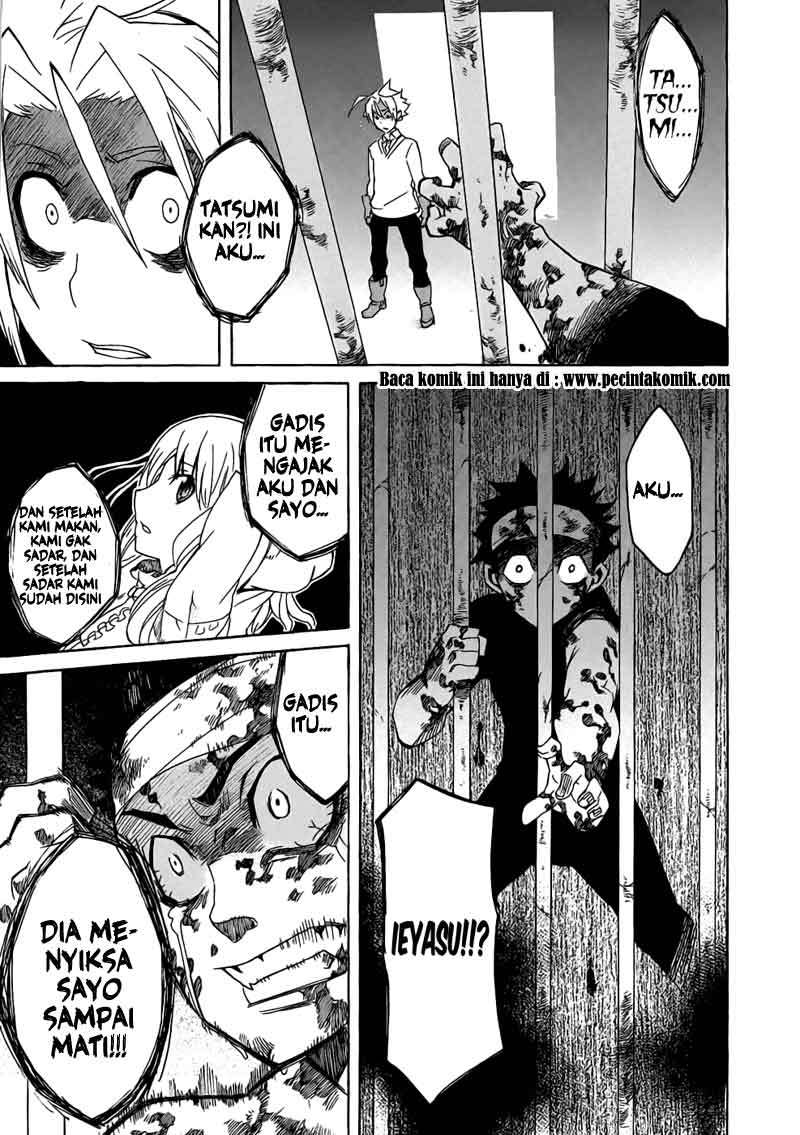 TA...
TSU...
MI...
TATSUMI
KAN?! INI
AKU...
Baca komik ini hanya di : www.pecintakomik.com
AKU...
IEYASU!!?
GADIS
ITU ME-
NGAJAK
AKU DAN
SAYO...
DAN SETELAH
KAMI MAKAN,
KAMI GAK
SADAR, DAN
SETELAH
SADAR KAMI
SUDAH DISINI
GADIS
ITU...
DIA ME-
NYIKSA
SAYO
SAMPAI
MATI!!!